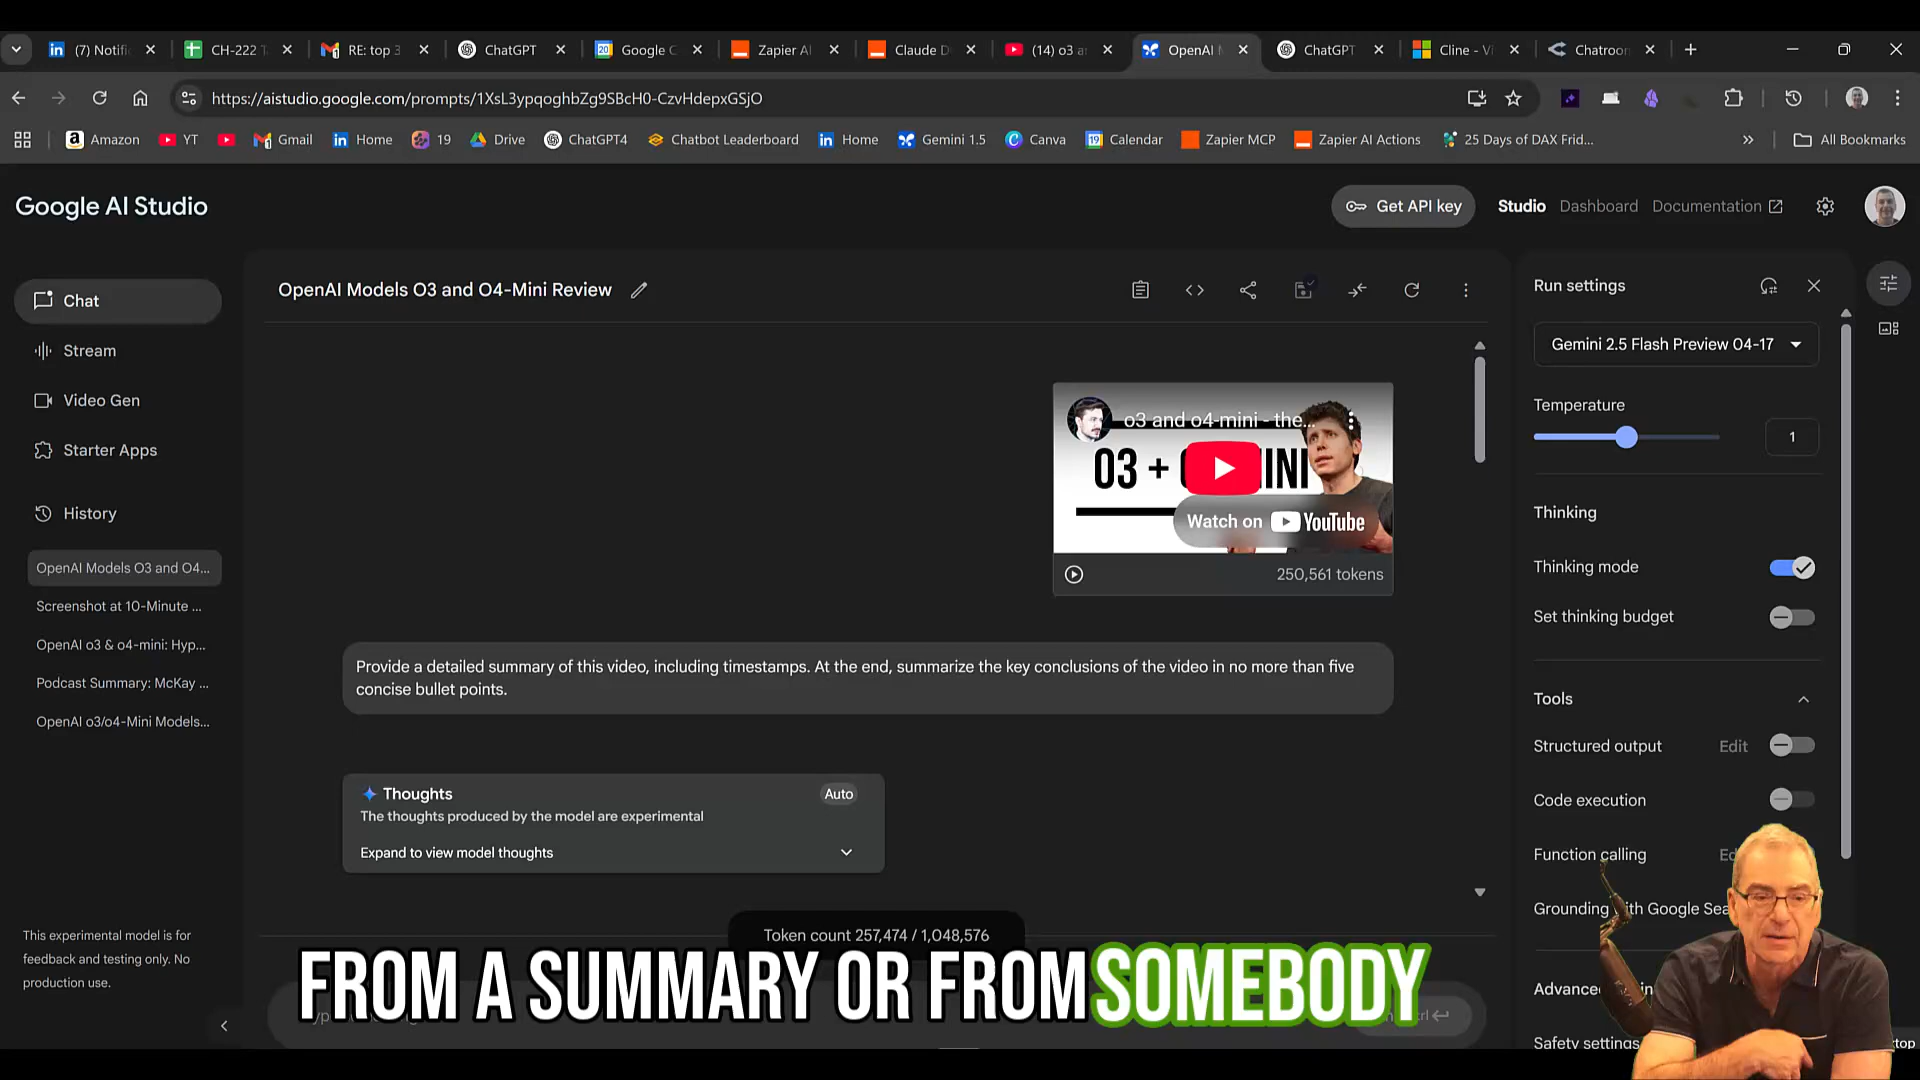 (7) Notifi
CH-222 T
RE: top 3
ChatGPT
Google C
Zapier AI
Claude D
(14) o3 a
OpenAI M
ChatGPT
Cline - Vi
Chatroom
https://aistudio.google.com/prompts/1XsL3ypqoghbZg9SBcH0-CzvHdepxGSjO
Amazon
YT
Gmail
Home
19
Drive
ChatGPT4
Chatbot Leaderboard
Home
Gemini 1.5
Canva
Calendar
Zapier MCP
Zapier AI Actions
25 Days of DAX Frid...
All Bookmarks
Google AI Studio
Get API key
Studio
Dashboard
Documentation
Chat
Stream
Video Gen
Starter Apps
History
OpenAI Models O3 and O4...
Screenshot at 10-Minute ...
OpenAI o3 & o4-mini: Hyp...
Podcast Summary: McKay ...
OpenAI o3/o4-Mini Models...
This experimental model is for
feedback and testing only. No
production use.
OpenAI Models O3 and O4-Mini Review
o3 and o4-mini - the...
03 +
INI
Watch on YouTube
250,561 tokens
Provide a detailed summary of this video, including timestamps. At the end, summarize the key conclusions of the video in no more than five
concise bullet points.
Thoughts
Auto
The thoughts produced by the model are experimental
Expand to view model thoughts
Token count 257,474 / 1,048,576
FROM A SUMMARY OR FROM SOMEBODY
Run settings
Gemini 2.5 Flash Preview 04-17
Temperature
1
Thinking
Thinking mode
Set thinking budget
Tools
Structured output
Edit
Code execution
Function calling
Grounding with Google Sea
Advance
Safety settings